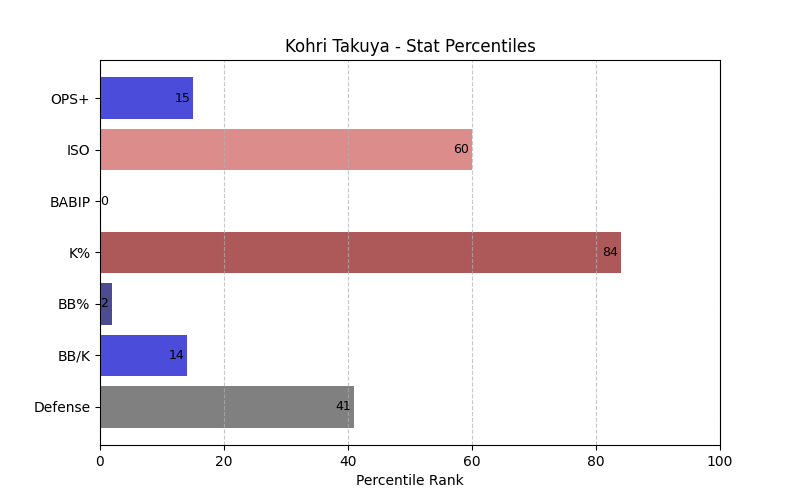 Kohri Takuya - Stat Percentiles
OPS+ 15
ISO 60
BABIP 0
K% 84
BB% 2
BB/K 14
Defense 41
0 20 40 60 80 100
Percentile Rank